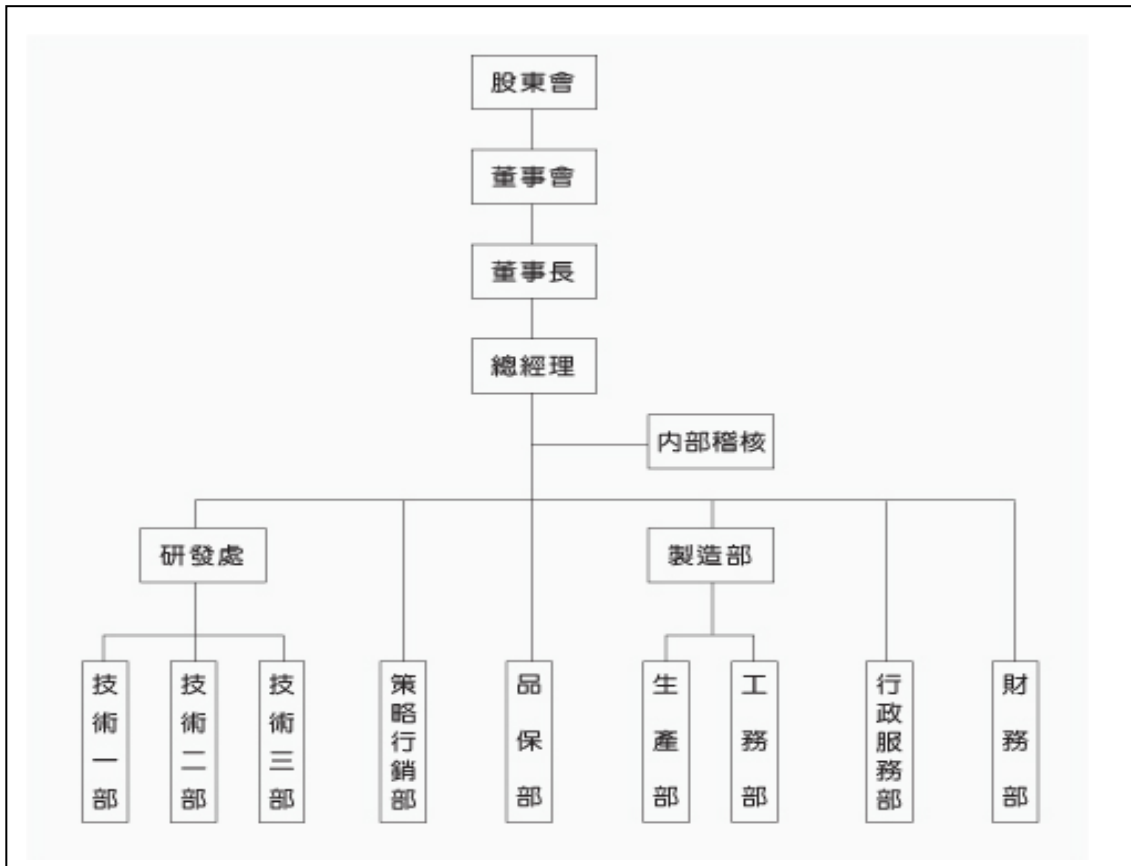 股東會
董事會
董事長
總經理
內部稽核
研發處
製造部
技術一部
技術二部
技術三部
策略行銷部
品保部
生產部
工務部
行政服務部
財務部